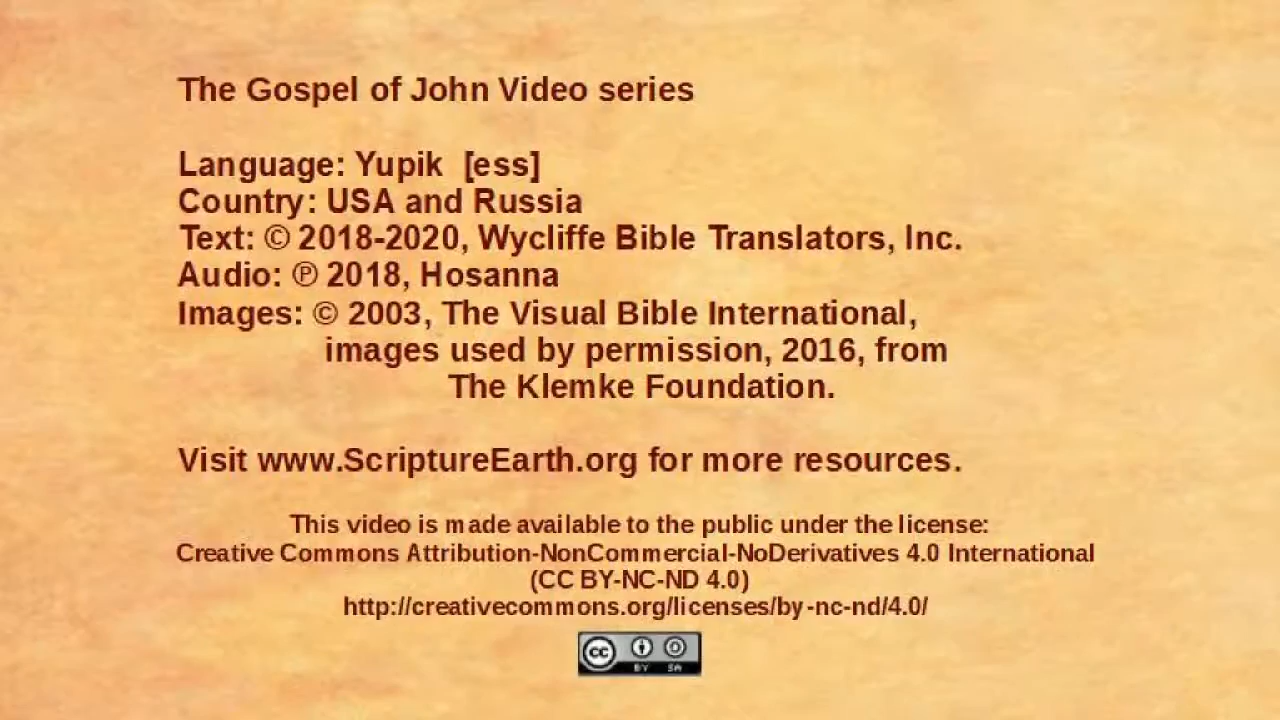 The Gospel of John Video series
Language: Yupik [ess]
Country: USA and Russia
Text: © 2018-2020, Wycliffe Bible Translators, Inc.
Audio: ℗ 2018, Hosanna
Images: © 2003, The Visual Bible International,
images used by permission, 2016, from
The Klemke Foundation.
Visit www.ScriptureEarth.org for more resources.
This video is made available to the public under the license:
Creative Commons Attribution-NonCommercial-NoDerivatives 4.0 International
(CC BY-NC-ND 4.0)
http://creativecommons.org/licenses/by-nc-nd/4.0/
cc BY SA